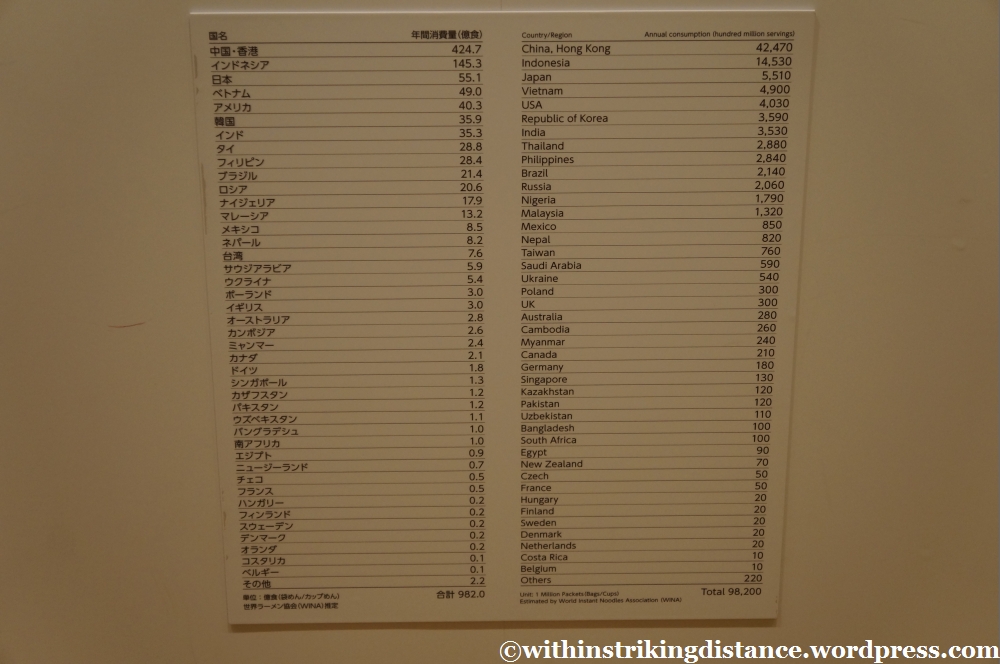 国名 年間消費量(億食)
中国・香港 424.7
インドネシア 145.3
日本 55.1
ベトナム 49.0
アメリカ 40.3
韓国 35.9
インド 35.3
タイ 28.8
フィリピン 28.4
ブラジル 21.4
ロシア 20.6
ナイジェリア 17.9
マレーシア 13.2
メキシコ 8.5
ネパール 8.2
台湾 7.6
サウジアラビア 5.9
ウクライナ 5.4
ポーランド 3.0
イギリス 3.0
オーストラリア 2.8
カンボジア 2.6
ミャンマー 2.4
カナダ 2.1
ドイツ 1.8
シンガポール 1.3
カザフスタン 1.2
パキスタン 1.2
ウズベキスタン 1.1
バングラデシュ 1.0
南アフリカ 1.0
エジプト 0.9
ニュージーランド 0.7
チェコ 0.5
フランス 0.5
ハンガリー 0.2
フィンランド 0.2
スウェーデン 0.2
デンマーク 0.2
オランダ 0.2
コスタリカ 0.1
ベルギー 0.1
その他 2.2
単位:億食(袋めん/カップめん) 合計 982.0
世界ラーメン協会(WINA)推定
Country/Region Annual consumption (hundred million servings)
China, Hong Kong 42,470
Indonesia 14,530
Japan 5,510
Vietnam 4,900
USA 4,030
Republic of Korea 3,590
India 3,530
Thailand 2,880
Philippines 2,840
Brazil 2,140
Russia 2,060
Nigeria 1,790
Malaysia 1,320
Mexico 850
Nepal 820
Taiwan 760
Saudi Arabia 590
Ukraine 540
Poland 300
UK 300
Australia 280
Cambodia 260
Myanmar 240
Canada 210
Germany 180
Singapore 130
Kazakhstan 120
Pakistan 120
Uzbekistan 110
Bangladesh 100
South Africa 100
Egypt 90
New Zealand 70
Czech 50
France 50
Hungary 20
Finland 20
Sweden 20
Denmark 20
Netherlands 20
Costa Rica 10
Belgium 10
Others 220
Unit: 1 Million Packets(Bags/Cups) Total 98,200
Estimated by World Instant Noodles Association (WINA)
©withinstrikingdistance.wordpress.com